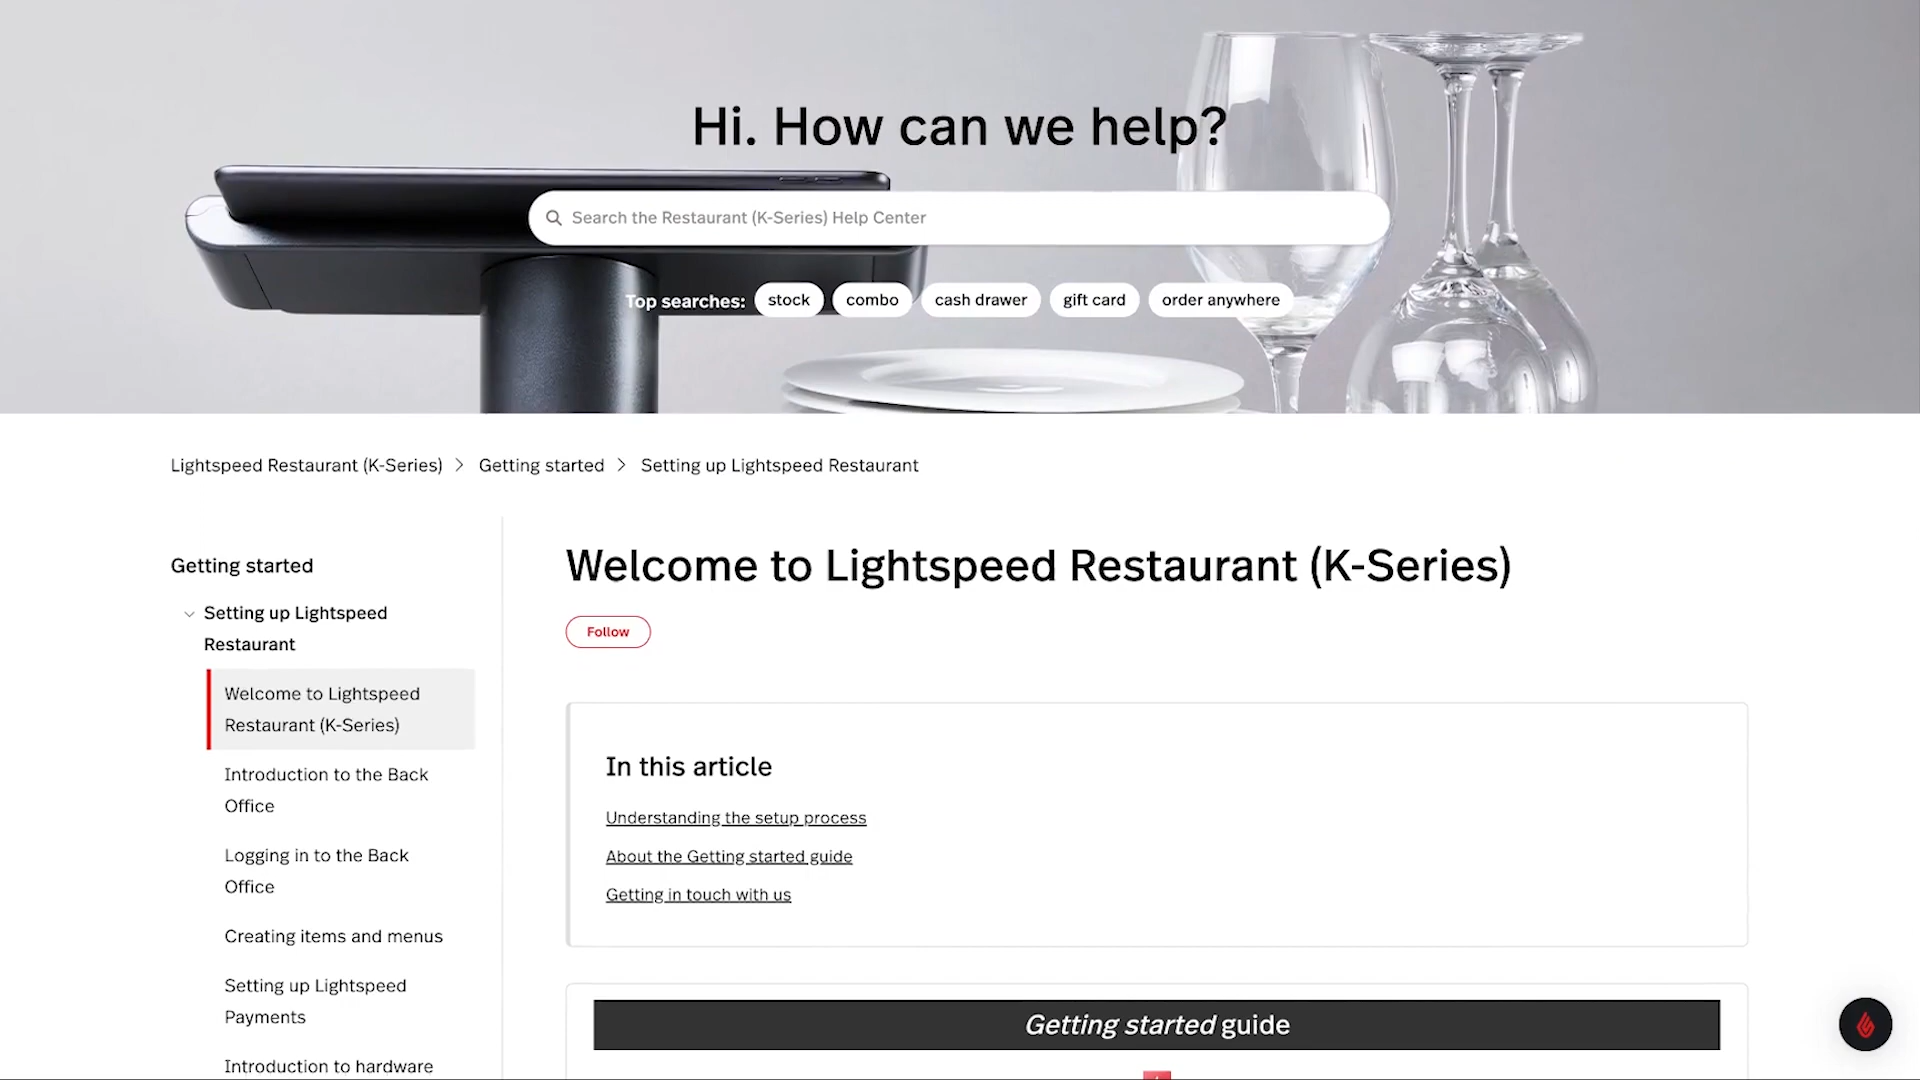 Hi. How can we help?
Search the Restaurant (K-Series) Help Center
Top searches: stock combo cash drawer gift card order anywhere
Lightspeed Restaurant (K-Series) > Getting started > Setting up Lightspeed Restaurant
Getting started
Setting up Lightspeed
Restaurant
Welcome to Lightspeed
Restaurant (K-Series)
Introduction to the Back
Office
Logging in to the Back
Office
Creating items and menus
Setting up Lightspeed
Payments
Introduction to hardware
Welcome to Lightspeed Restaurant (K-Series)
Follow
In this article
Understanding the setup process
About the Getting started guide
Getting in touch with us
Getting started guide